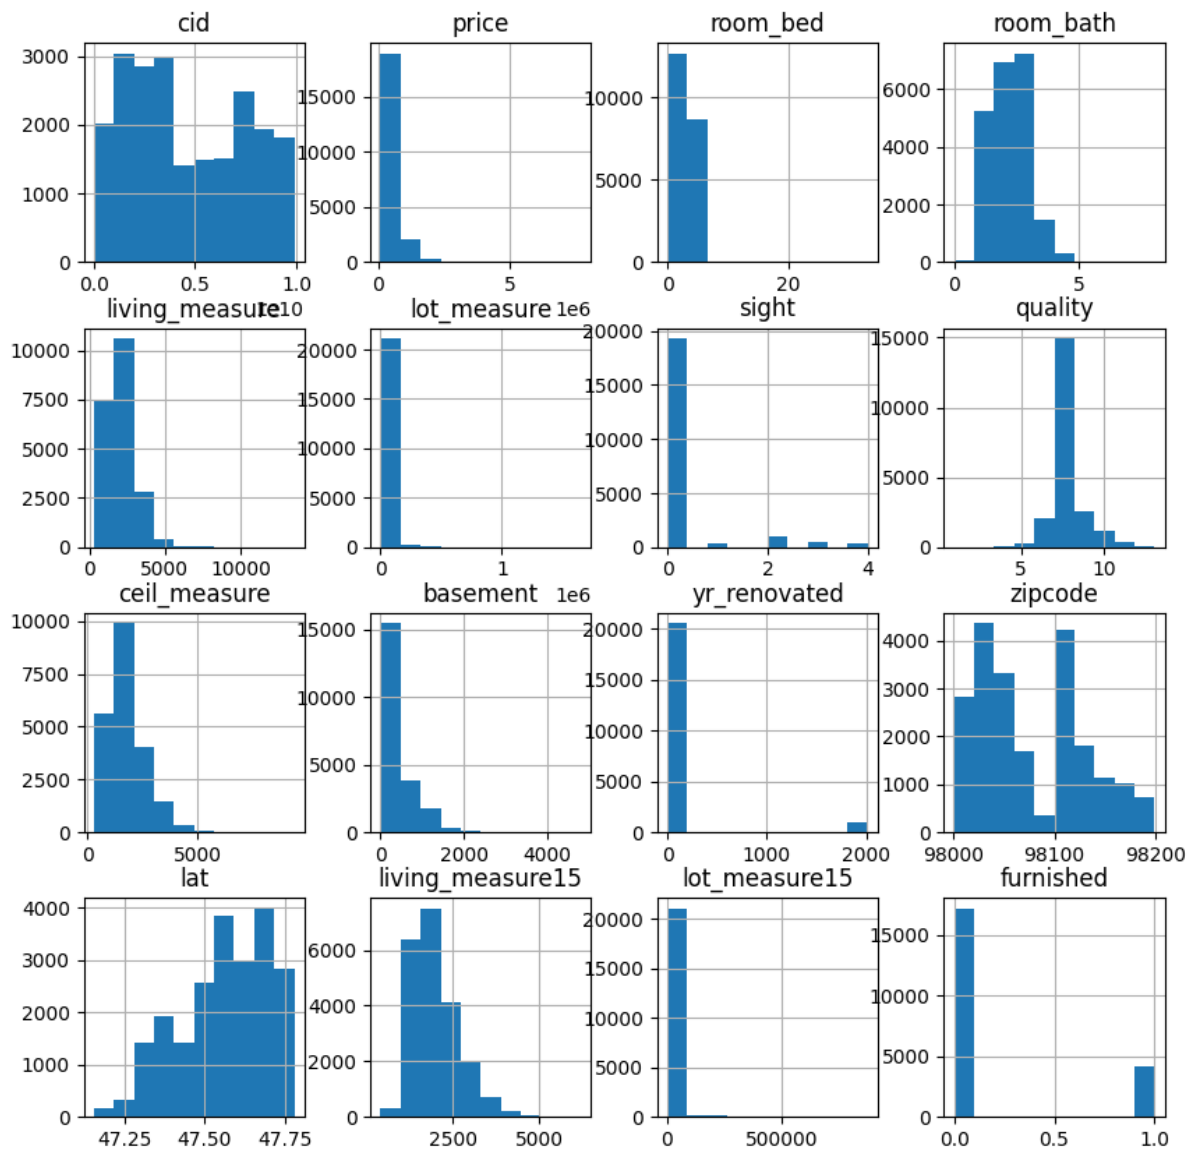 cid
3000
2000
1000
0
0.0 0.5 1.0
1e10
price
15000
10000
5000
0
0 5
1e6
room_bed
10000
5000
0
0 20
room_bath
6000
4000
2000
0
0 5
living_measure
10000
7500
5000
2500
0
0 5000 10000
lot_measure
20000
15000
10000
5000
0
0 1
1e6
sight
20000
15000
10000
5000
0
0 2 4
quality
15000
10000
5000
0
5 10
ceil_measure
10000
7500
5000
2500
0
0 5000
basement
15000
10000
5000
0
0 2000 4000
yr_renovated
20000
15000
10000
5000
0
0 1000 2000
zipcode
4000
3000
2000
1000
0
98000 98100 98200
lat
4000
3000
2000
1000
0
47.25 47.50 47.75
living_measure15
6000
4000
2000
0
2500 5000
lot_measure15
20000
15000
10000
5000
0
0 500000
furnished
15000
10000
5000
0
0.0 0.5 1.0